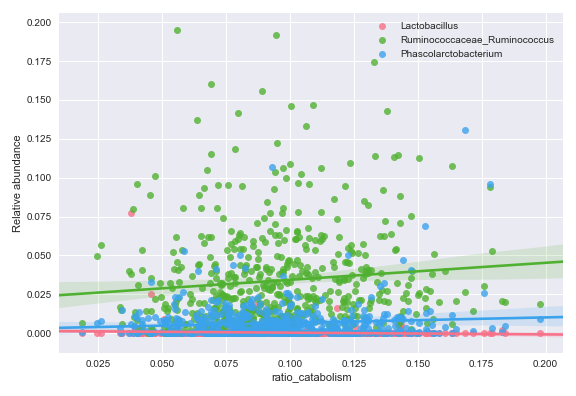 0.200
0.175
0.150
0.125
0.100
0.075
0.050
0.025
0.000
Relative abundance
Lactobacillus
Ruminococcaceae_Ruminococcus
Phascolarctobacterium
0.025 0.050 0.075 0.100 0.125 0.150 0.175 0.200
ratio_catabolism